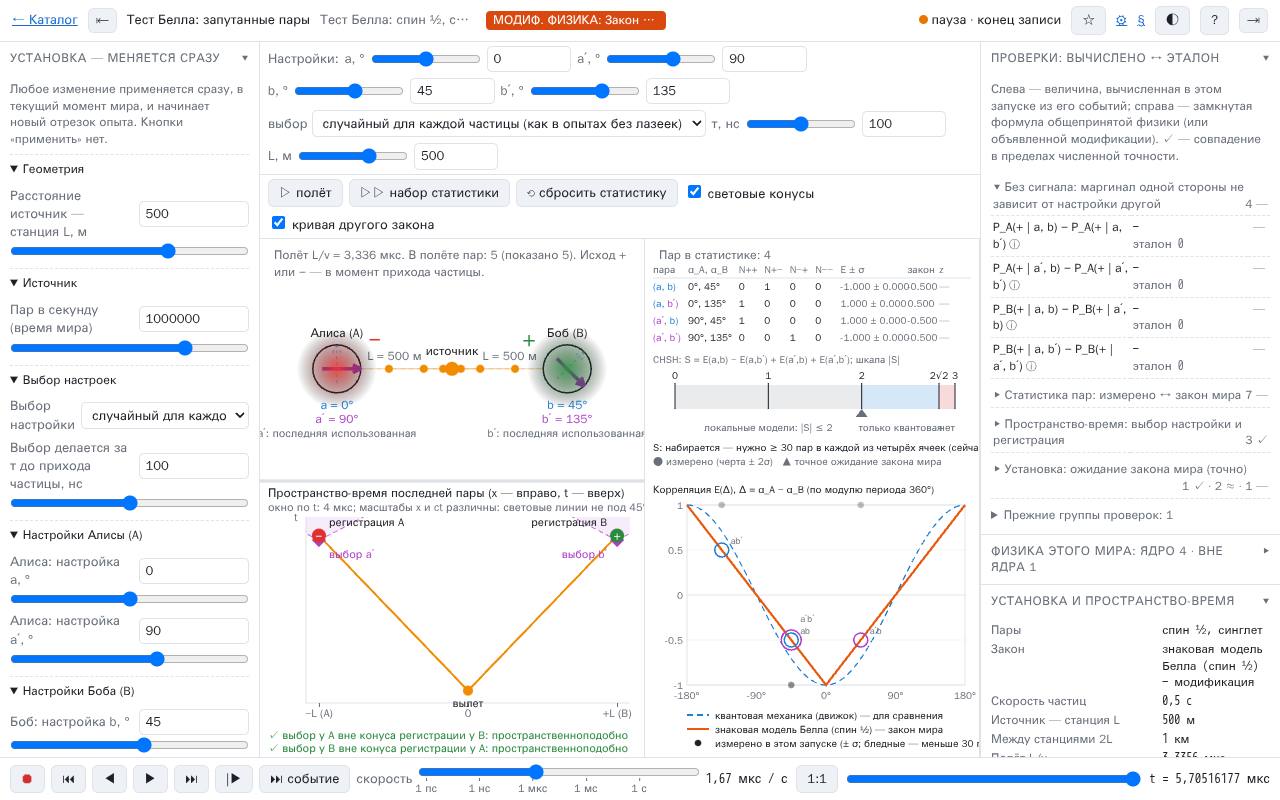 ← Каталог
⇤
Тест Белла: запутанные пары
Тест Белла: спин ½, с···
МОДИФ. ФИЗИКА: Закон ···
пауза · конец записи
☆
⚙
§
?
⇥
УСТАНОВКА — МЕНЯЕТСЯ СРАЗУ ▾
Любое изменение применяется сразу, в
текущий момент мира, и начинает
новый отрезок опыта. Кнопки
«применить» нет.
▼ Геометрия
Расстояние
источник —
станция L, м
500
▼ Источник
Пар в секунду
(время мира)
1000000
▼ Выбор настроек
Выбор
настройки
случайный для каждо
Выбор делается за
τ до прихода
частицы, нс
100
▼ Настройки Алисы (A)
Алиса: настройка
a, °
0
Алиса: настройка
a′, °
90
▼ Настройки Боба (B)
Боб: настройка b, °
45
Настройки: a, ° 0 a′, ° 90
b, ° 45 b′, ° 135
выбор случайный для каждой частицы (как в опытах без лазеек) τ, нс 100
L, м 500
▷ полёт
▷▷ набор статистики
⟲ сбросить статистику
световые конусы
кривая другого закона
Полёт L/v = 3,336 мкс. В полёте пар: 5 (показано 5). Исход +
или − — в момент прихода частицы.
Алиса (A)
−
+
Боб (B)
L = 500 м
источник
L = 500 м
a = 0°
a′ = 90°
b = 45°
b′ = 135°
a′: последняя использованная
b′: последняя использованная
Пространство-время последней пары (x — вправо, t — вверх)
окно по t: 4 мкс; масштабы x и ct различны: световые линии не под 45°
t
регистрация A
регистрация B
−
+
выбор a′
выбор b′
вылет
−L (A)
0
+L (B)
✓ выбор у A вне конуса регистрации у B: пространственноподобно
✓ выбор у B вне конуса регистрации у A: пространственноподобно
Пар в статистике: 4
пара α_A, α_B N++ N+− N−+ N−− E ± σ закон z
(a, b) 0°, 45° 0 1 0 0 -1.000 ± 0.000 -0.500 —
(a, b′) 0°, 135° 1 0 0 0 1.000 ± 0.000 0.500 —
(a′, b) 90°, 45° 1 0 0 0 1.000 ± 0.000 -0.500 —
(a′, b′) 90°, 135° 0 0 0 1 1.000 ± 0.000 -0.500 —
CHSH: S = E(a,b) − E(a,b′) + E(a′,b) + E(a′,b′); шкала |S|
0 1 2 2√2 3
локальные модели: |S| ≤ 2
только квантовая
нет
S: набирается — нужно ≥ 30 пар в каждой из четырёх ячеек (сейча
● измерено (черта ± 2σ) ▲ точное ожидание закона мира
Корреляция E(Δ), Δ = α_A − α_B (по модулю периода 360°)
1
0.5
0
-0.5
-1
ab′
a′b′
ab
a′b
-180° -90° 0° 90° 180°
квантовая механика (движок) — для сравнения
знаковая модель Белла (спин ½) — закон мира
измерено в этом запуске (± σ; бледные — меньше 30 п
ПРОВЕРКИ: ВЫЧИСЛЕНО ↔ ЭТАЛОН ▾
Слева — величина, вычисленная в этом
запуске из его событий; справа — замкнутая
формула общепринятой физики (или
объявленной модификации). ✓ — совпадение
в пределах численной точности.
▾ Без сигнала: маргинал одной стороны не
зависит от настройки другой 4 —
P_A(+ | a, b) − P_A(+ | a, − —
b′) ⓘ эталон 0
P_A(+ | a′, b) − P_A(+ | a′, − —
b′) ⓘ эталон 0
P_B(+ | a, b) − P_B(+ | a′, − —
b) ⓘ эталон 0
P_B(+ | a, b′) − P_B(+ | − —
a′, b′) ⓘ эталон 0
▸ Статистика пар: измерено ↔ закон мира 7 —
▸ Пространство-время: выбор настройки и
регистрация 3 ✓
▸ Установка: ожидание закона мира (точно)
1 ✓ · 2 ≈ · 1 —
▶ Прежние группы проверок: 1
ФИЗИКА ЭТОГО МИРА: ЯДРО 4 · ВНЕ ▸
ЯДРА 1
УСТАНОВКА И ПРОСТРАНСТВО-ВРЕМЯ ▾
Пары спин ½, синглет
Закон знаковая модель
Белла (спин ½)
− модификация
Скорость частиц 0,5 c
Источник — станция L 500 м
Между станциями 2L 1 км
⏭ событие
скорость
1 пс 1 нс 1 мкс 1 мс 1 с
1,67 мкс / с
1:1
t = 5,70516177 мкс